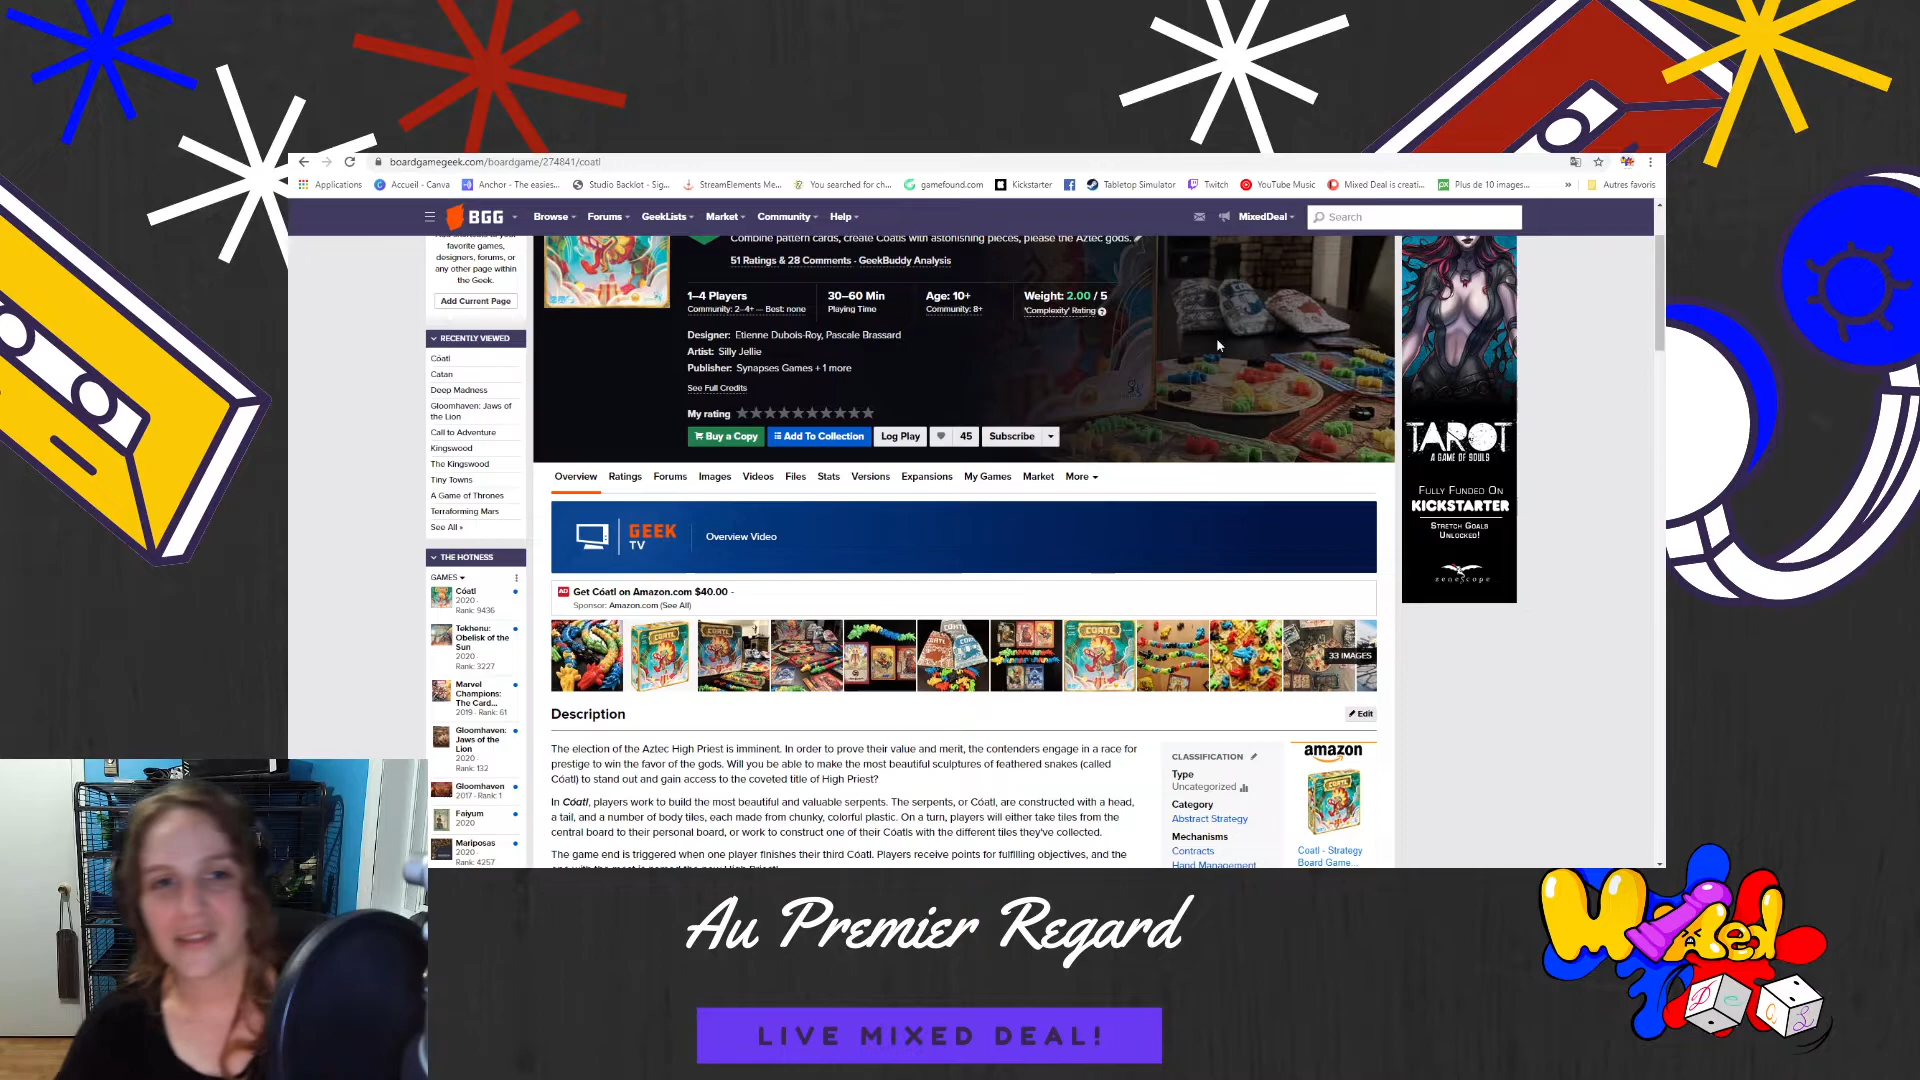 boardgamegeek.com/boardgame/274841/coatl
Applications
Accueil - Canva
Anchor - The easies...
Studio Backlot - Sig...
StreamElements Me...
You searched for ch...
gamefound.com
Kickstarter
Tabletop Simulator
Twitch
YouTube Music
Mixed Deal is creati...
Plus de 10 images...
»
Autres favoris
BGG
Browse
Forums
GeekLists
Market
Community
Help
MixedDeal
Search
favorite games,
designers, forums, or
any other page within
the Geek.
Add Current Page
RECENTLY VIEWED
Cóatl
Catan
Deep Madness
Gloomhaven: Jaws of
the Lion
Call to Adventure
Kingswood
The Kingswood
Tiny Towns
A Game of Thrones
Terraforming Mars
See All »
THE HOTNESS
GAMES
Cóatl
2020 ·
Rank: 9436
Tekhenu:
Obelisk of the
Sun
2020 ·
Rank: 3227
Marvel
Champions:
The Card...
2019 · Rank: 61
Gloomhaven:
Jaws of the
Lion
2020 ·
Rank: 132
Gloomhaven
2017 · Rank: 1
Faiyum
2020
Mariposas
2020 ·
Rank: 4257
Combine pattern cards, create Cóatls with astonishing pieces, please the Aztec gods.
51 Ratings & 28 Comments · GeekBuddy Analysis
1–4 Players
Community: 2–4+ — Best: none
30–60 Min
Playing Time
Age: 10+
Community: 8+
Weight: 2.00 / 5
'Complexity' Rating
Designer: Etienne Dubois-Roy, Pascale Brassard
Artist: Silly Jellie
Publisher: Synapses Games + 1 more
See Full Credits
My rating
Buy a Copy
Add To Collection
Log Play
45
Subscribe
Overview
Ratings
Forums
Images
Videos
Files
Stats
Versions
Expansions
My Games
Market
More
GEEK
TV
Overview Video
AD
Get Cóatl on Amazon.com $40.00 -
Sponsor: Amazon.com (See All)
33 IMAGES
Description
Edit
The election of the Aztec High Priest is imminent. In order to prove their value and merit, the contenders engage in a race for
prestige to win the favor of the gods. Will you be able to make the most beautiful sculptures of feathered snakes (called
Cóatl) to stand out and gain access to the coveted title of High Priest?
In Cóatl, players work to build the most beautiful and valuable serpents. The serpents, or Cóatl, are constructed with a head,
a tail, and a number of body tiles, each made from chunky, colorful plastic. On a turn, players will either take tiles from the
central board to their personal board, or work to construct one of their Cóatls with the different tiles they've collected.
The game end is triggered when one player finishes their third Cóatl. Players receive points for fulfilling objectives, and the
CLASSIFICATION
Type
Uncategorized
Category
Abstract Strategy
Mechanisms
Contracts
Hand Management
amazon
Coatl - Strategy
Board Game...
TAROT
A GAME OF SOULS
FULLY FUNDED ON
KICKSTARTER
STRETCH GOALS
UNLOCKED!
zenescope
Au Premier Regard
LIVE MIXED DEAL!
Mixed
DeaL